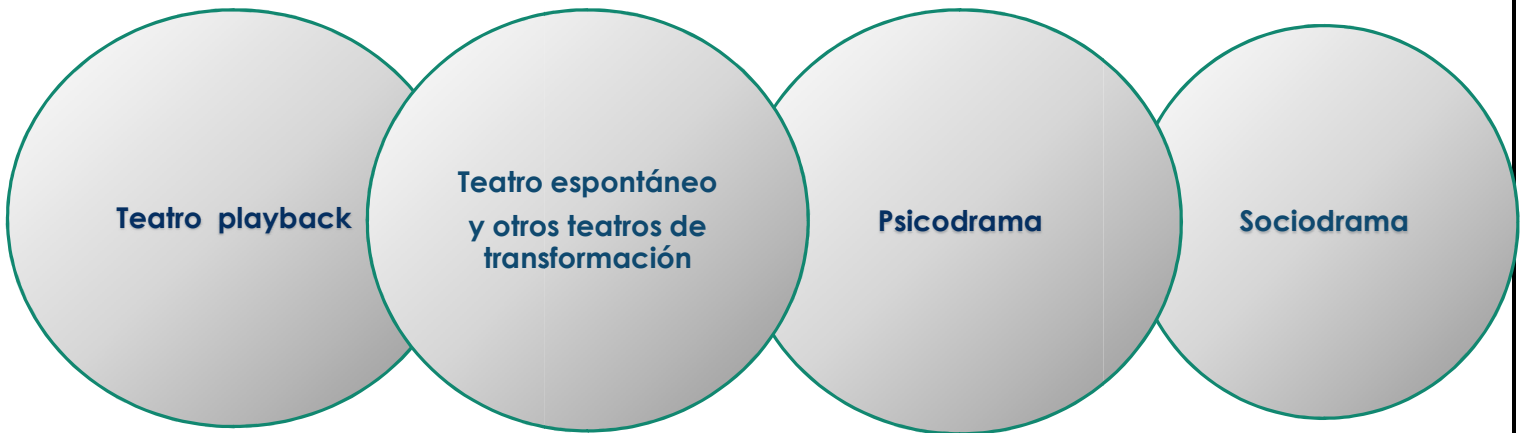 Teatro playback
Teatro espontáneo
y otros teatros de
transformación
Psicodrama
Sociodrama